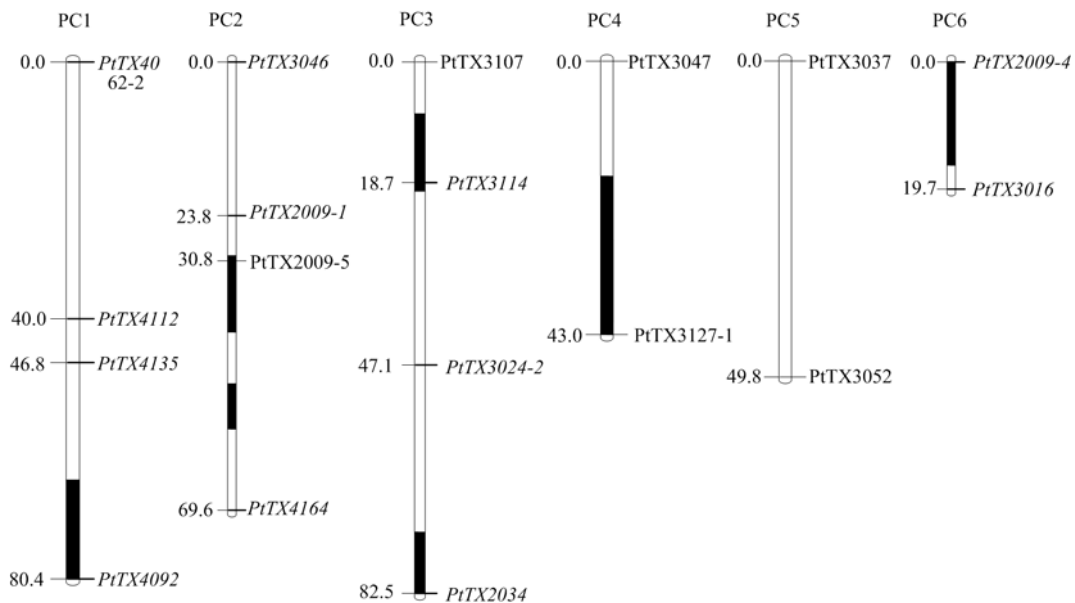 PC1
PC2
PC3
PC4
PC5
PC6
0.0 PtTX40
62-2
40.0 PtTX4112
46.8 PtTX4135
80.4 PtTX4092
0.0 PtTX3046
23.8 PtTX2009-1
30.8 PtTX2009-5
69.6 PtTX4164
0.0 PtTX3107
18.7 PtTX3114
47.1 PtTX3024-2
82.5 PtTX2034
0.0 PtTX3047
43.0 PtTX3127-1
0.0 PtTX3037
49.8 PtTX3052
0.0 PtTX2009-4
19.7 PtTX3016